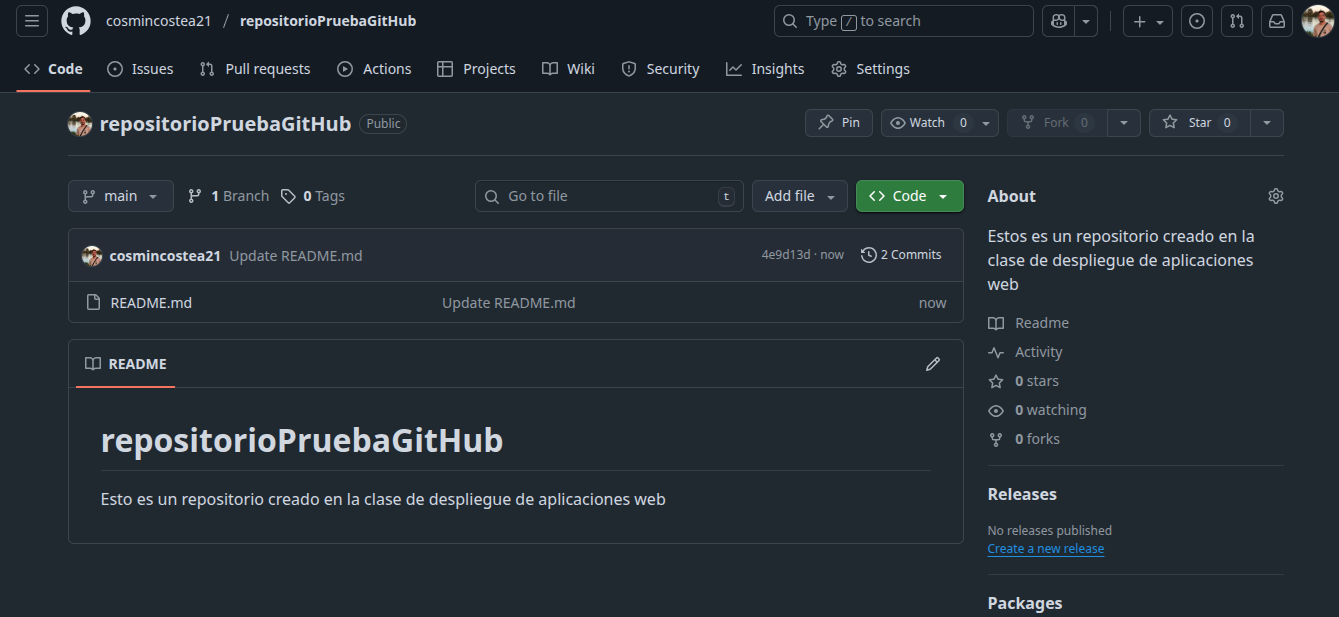 cosmincostea21 / repositorioPruebaGitHub
Type / to search
Code Issues Pull requests Actions Projects Wiki Security Insights Settings
repositorioPruebaGitHub Public
Pin Watch 0 Fork 0 Star 0
main 1 Branch 0 Tags
Go to file t
Add file Code
cosmincostea21 Update README.md 4e9d13d · now 2 Commits
README.md Update README.md now
README
repositorioPruebaGitHub
Esto es un repositorio creado en la clase de despliegue de aplicaciones web
About
Estos es un repositorio creado en la
clase de despliegue de aplicaciones
web
Readme
Activity
0 stars
0 watching
0 forks
Releases
No releases published
Create a new release
Packages